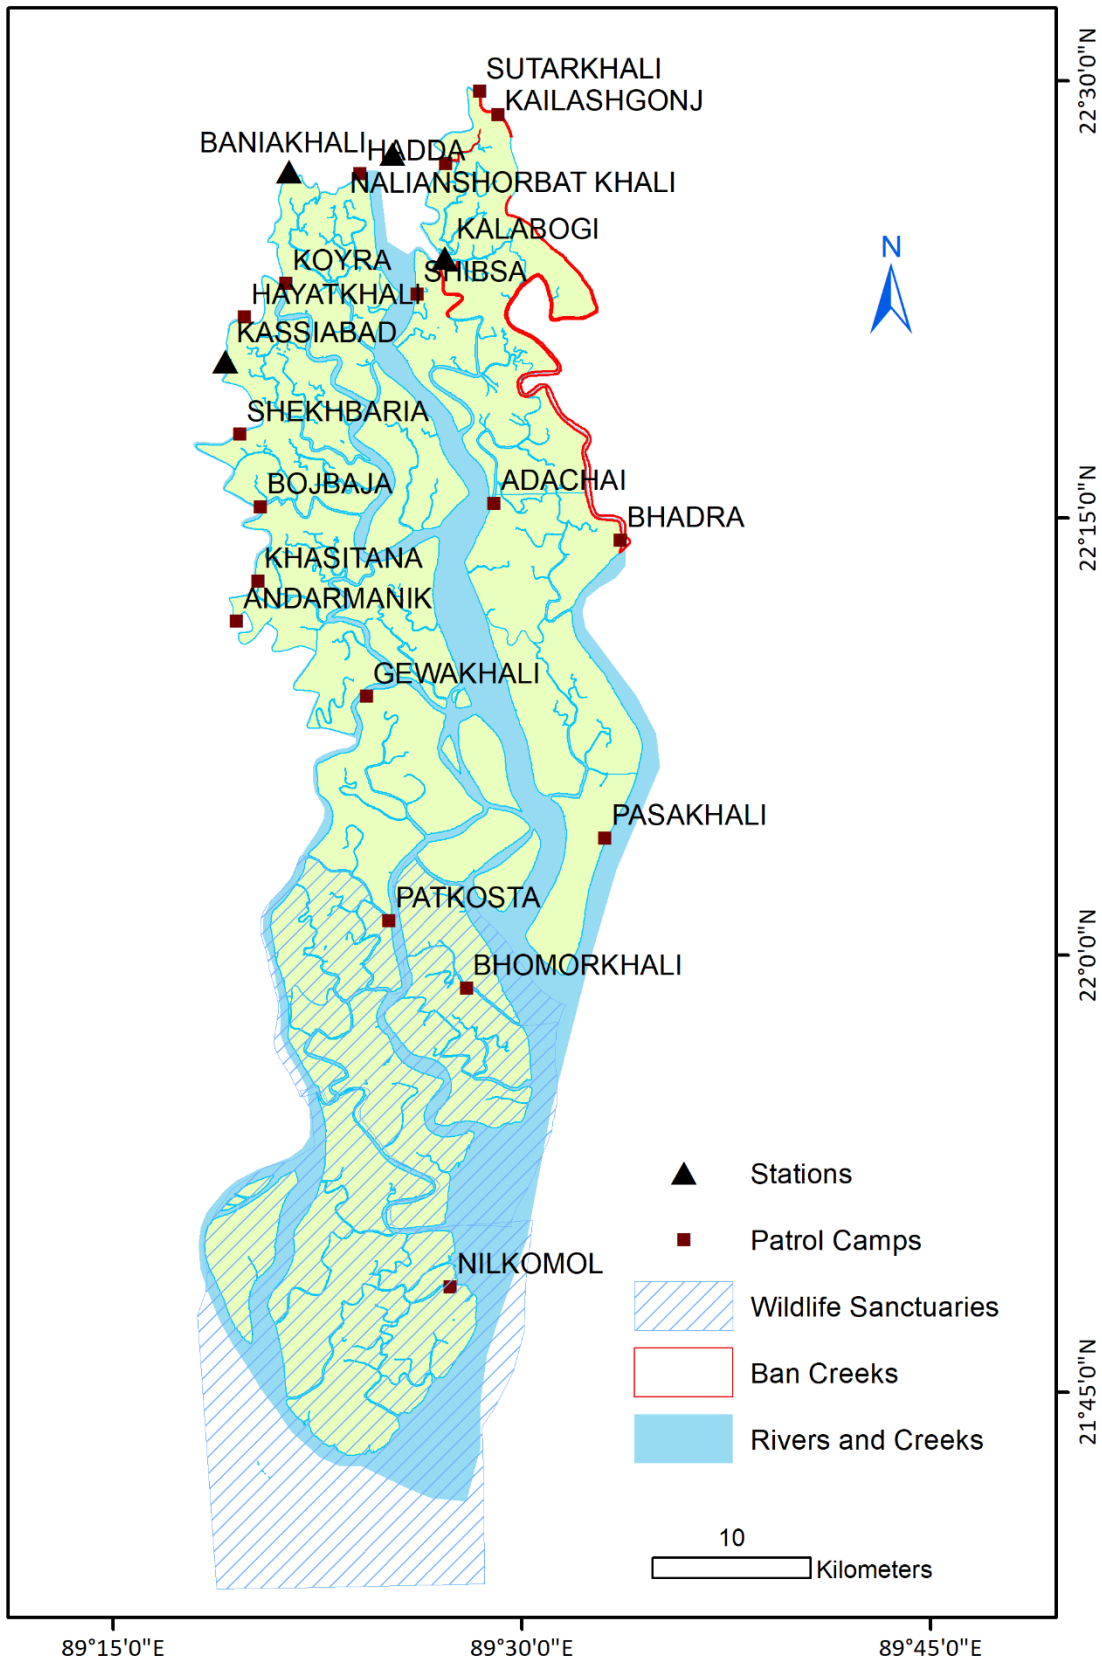 SUTARKHALI
KAILASHGONJ
BANIAKHALI
HADDA
NALIANSHORBAT KHALI
KALABOGI
KOYRA
SHIBSA
HAYATKHALI
KASSIABAD
SHEKHBARIA
BOJBAJA
ADACHAI
BHADRA
KHASITANA
ANDARMANIK
GEWAKHALI
PASAKHALI
PATKOSTA
BHOMORKHALI
NILKOMOL
N
Stations
Patrol Camps
Wildlife Sanctuaries
Ban Creeks
Rivers and Creeks
10
Kilometers
22°30'0"N
22°15'0"N
22°0'0"N
21°45'0"N
89°15'0"E
89°30'0"E
89°45'0"E